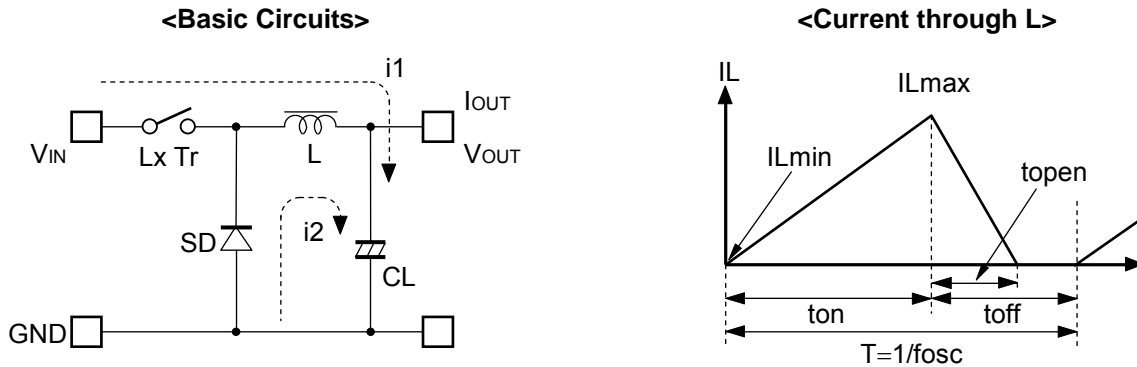 <Basic Circuits>
i1
IOUT
VIN
Lx Tr
L
VOUT
SD
i2
CL
GND
<Current through L>
IL
ILmax
ILmin
topen
ton
toff
T=1/fosc